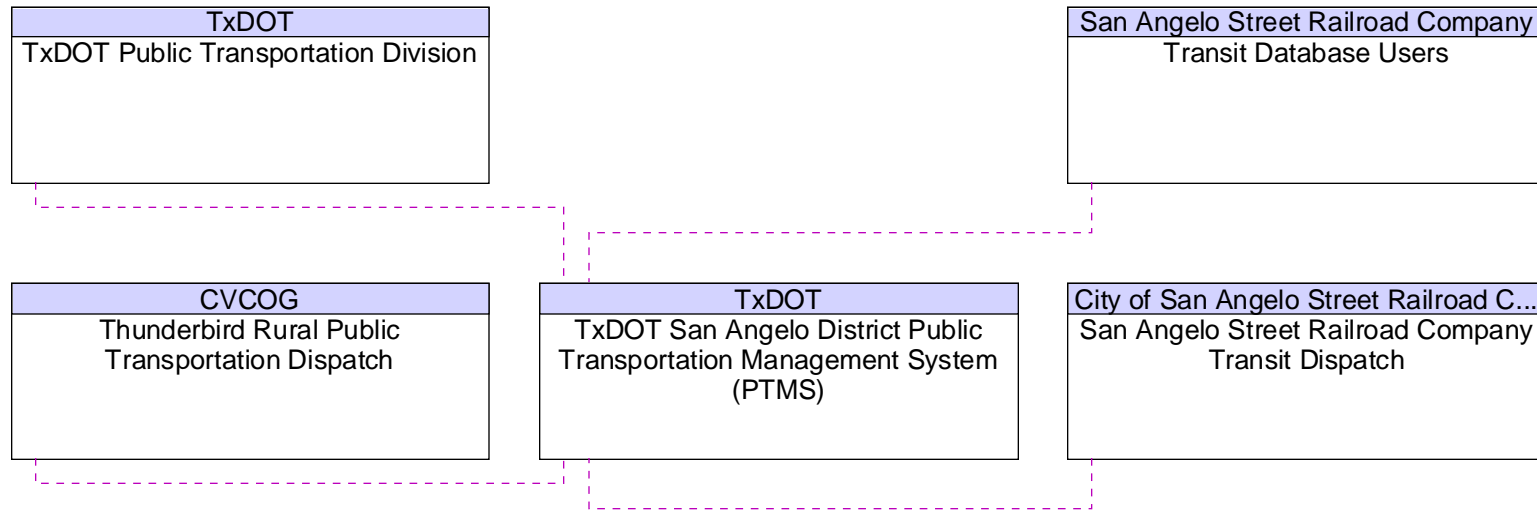 TxDOT
TxDOT Public Transportation Division
San Angelo Street Railroad Company
Transit Database Users
CVCOG
Thunderbird Rural Public
Transportation Dispatch
TxDOT
TxDOT San Angelo District Public
Transportation Management System
(PTMS)
City of San Angelo Street Railroad C...
San Angelo Street Railroad Company
Transit Dispatch